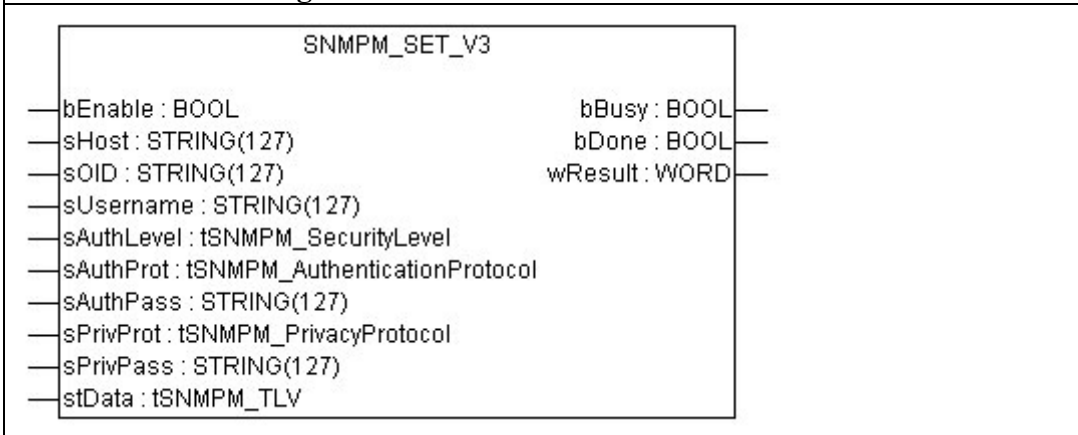 SNMPM_SET_V3
bEnable : BOOL bBusy : BOOL
sHost : STRING(127) bDone : BOOL
sOID : STRING(127) wResult : WORD
sUsername : STRING(127)
sAuthLevel : tSNMPM_SecurityLevel
sAuthProt : tSNMPM_AuthenticationProtocol
sAuthPass : STRING(127)
sPrivProt : tSNMPM_PrivacyProtocol
sPrivPass : STRING(127)
stData : tSNMPM_TLV